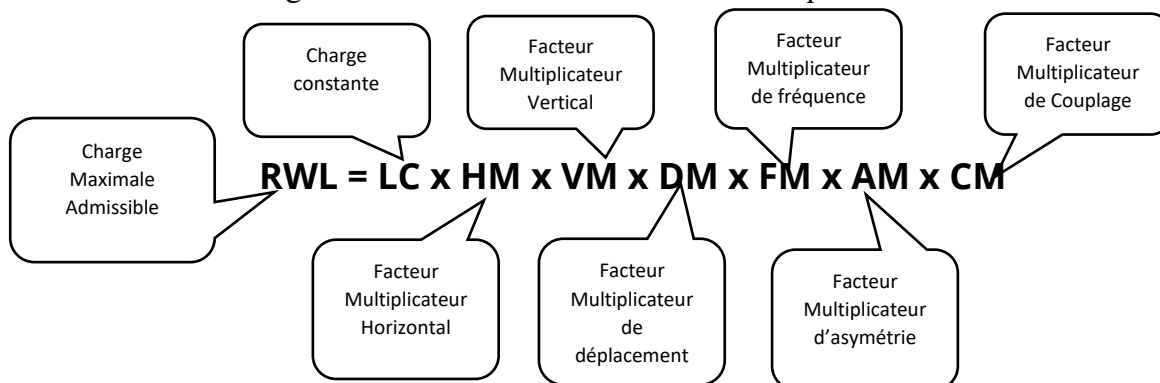 Charge
constante
Facteur
Multiplicateur
Vertical
Facteur
Multiplicateur
de fréquence
Facteur
Multiplicateur
de Couplage
Charge
Maximale
Admissible
RWL = LC x HM x VM x DM x FM x AM x CM
Facteur
Multiplicateur
Horizontal
Facteur
Multiplicateur
de
déplacement
Facteur
Multiplicateur
d’asymétrie